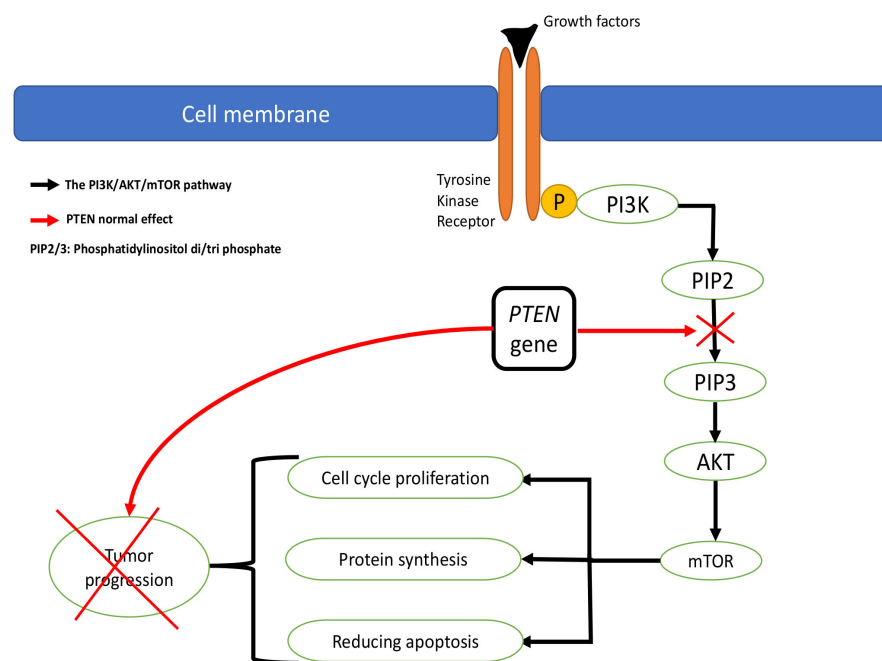 Growth factors
Cell membrane
The PI3K/AKT/mTOR pathway
PTEN normal effect
PIP2/3: Phosphatidylinositol di/tri phosphate
Tyrosine
Kinase
Receptor
P
PI3K
PIP2
PTEN
gene
PIP3
AKT
mTOR
Cell cycle proliferation
Protein synthesis
Reducing apoptosis
Tumor
progression